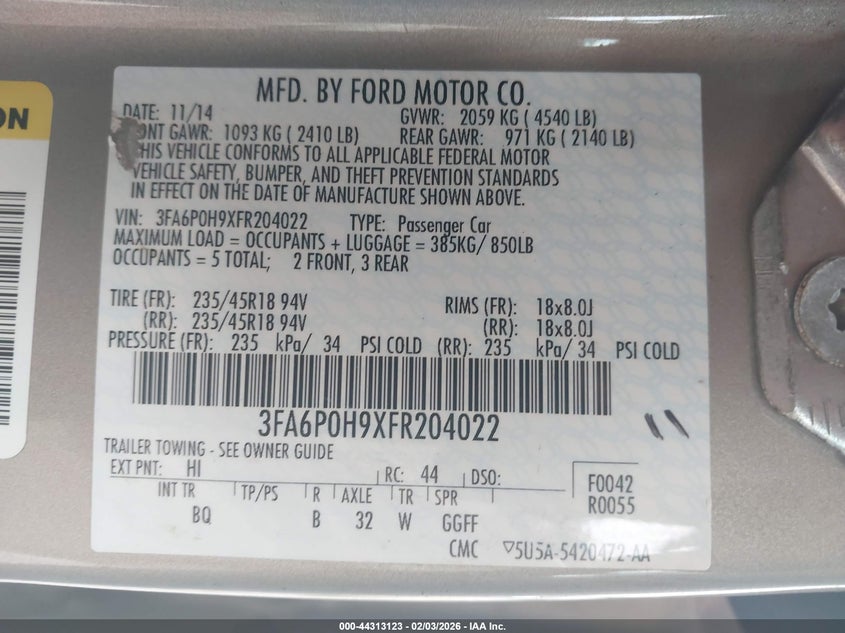 ON
MFD. BY FORD MOTOR CO.
DATE: 11/14 GVWR: 2059 KG ( 4540 LB)
ONT GAWR: 1093 KG ( 2410 LB) REAR GAWR: 971 KG ( 2140 LB)
THIS VEHICLE CONFORMS TO ALL APPLICABLE FEDERAL MOTOR
VEHICLE SAFETY, BUMPER, AND THEFT PREVENTION STANDARDS
IN EFFECT ON THE DATE OF MANUFACTURE SHOWN ABOVE.
VIN: 3FA6P0H9XFR204022 TYPE: Passenger Car
MAXIMUM LOAD = OCCUPANTS + LUGGAGE = 385KG/ 850LB
OCCUPANTS = 5 TOTAL; 2 FRONT, 3 REAR
TIRE (FR): 235/45R18 94V RIMS (FR): 18x8.0J
(RR): 235/45R18 94V (RR): 18x8.0J
PRESSURE (FR): 235 kPa/ 34 PSI COLD (RR): 235 kPa/ 34 PSI COLD
3FA6P0H9XFR204022
TRAILER TOWING - SEE OWNER GUIDE
EXT PNT: HI RC: 44 DSO: F0042
INT TR TP/PS R AXLE TR SPR R0055
BQ B 32 W GGFF
CMC ▽5U5A-5420472-AA
000-44313123 - 02/03/2026 - IAA Inc.